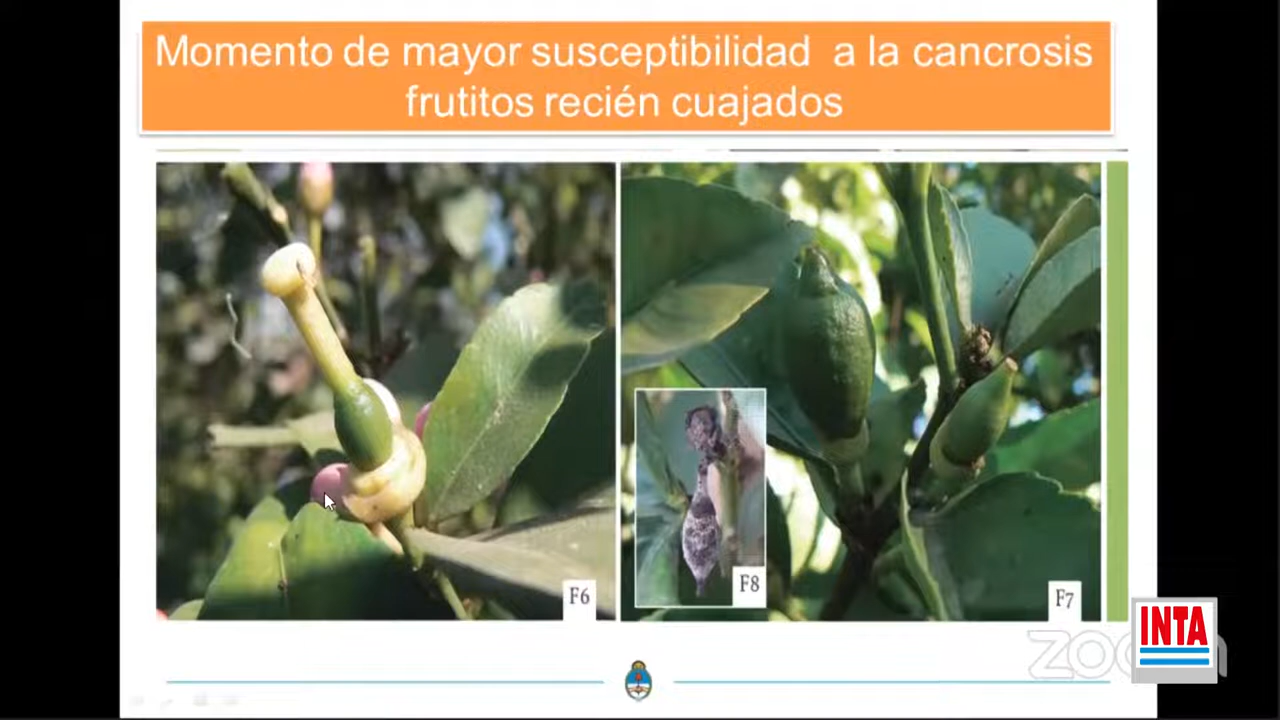 Momento de mayor susceptibilidad a la cancrosis
frutitos recién cuajados
F6
F8
F7
zoom
INTA